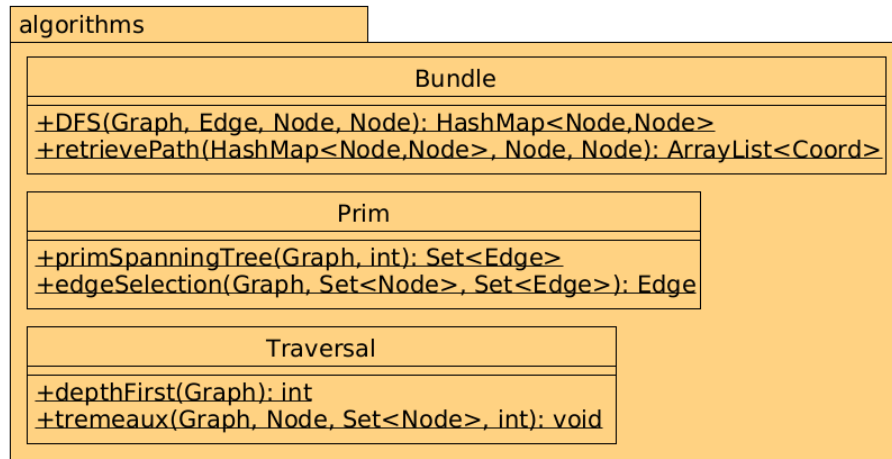 algorithms
Bundle
+DFS(Graph, Edge, Node, Node): HashMap<Node,Node>
+retrievePath(HashMap<Node,Node>, Node, Node): ArrayList<Coord>
Prim
+primSpanningTree(Graph, int): Set<Edge>
+edgeSelection(Graph, Set<Node>, Set<Edge>): Edge
Traversal
+depthFirst(Graph): int
+tremeaux(Graph, Node, Set<Node>, int): void